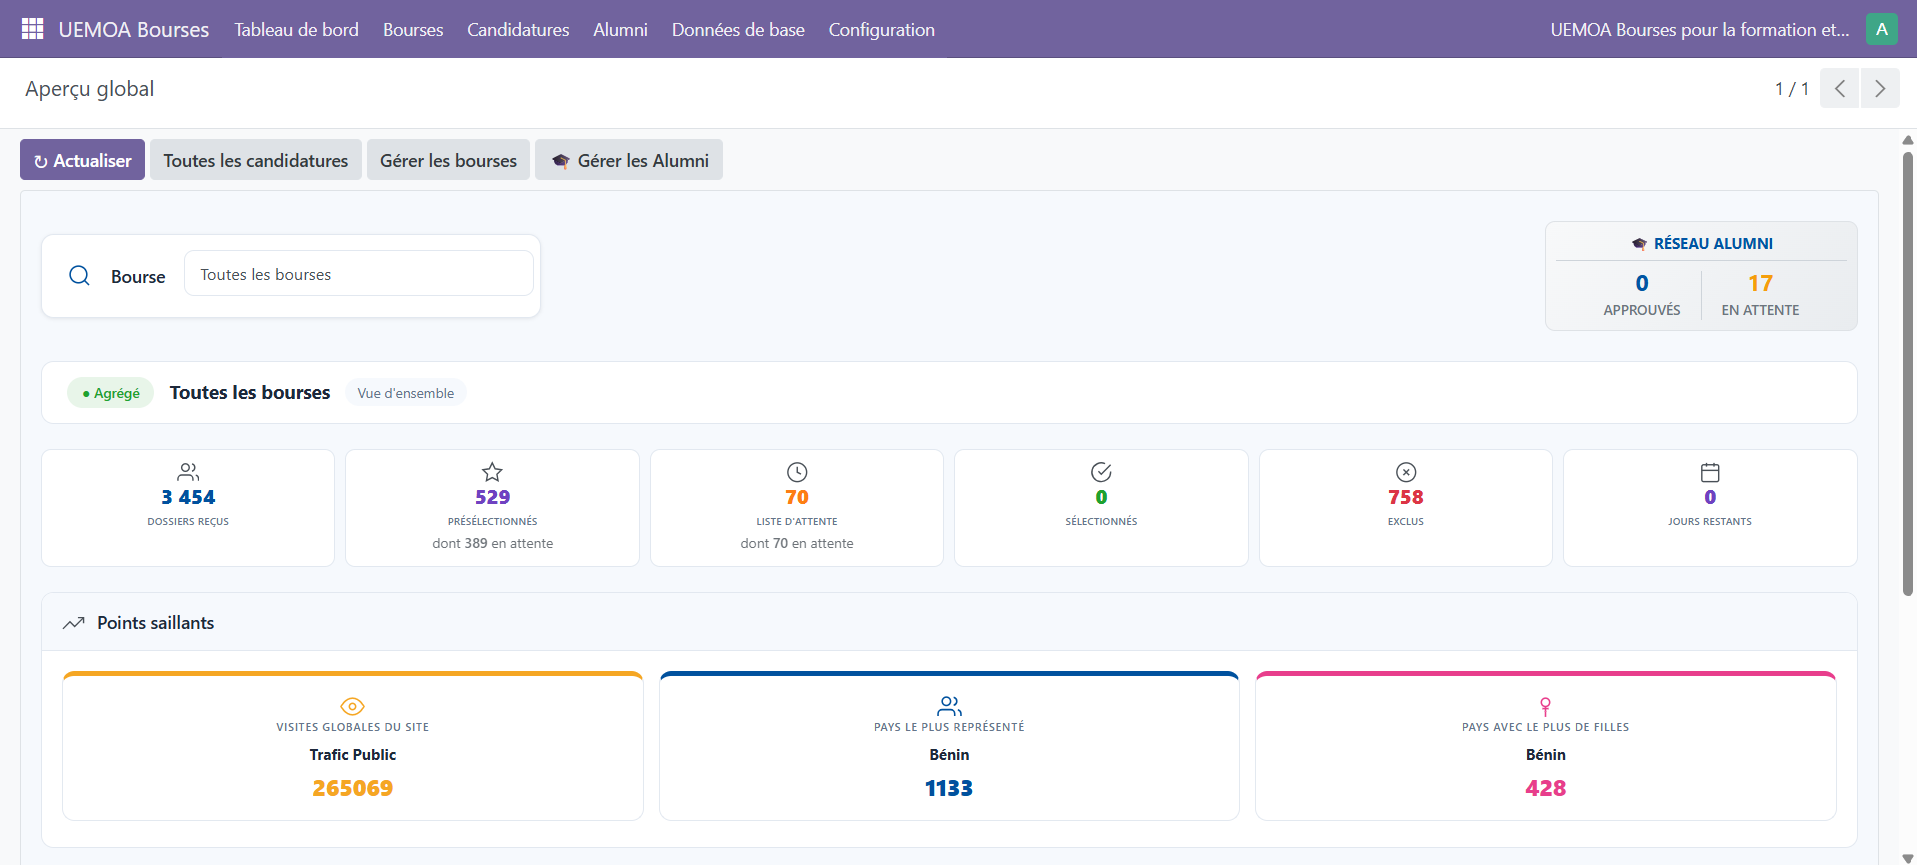 UEMOA Bourses Tableau de bord Bourses Candidatures Alumni Données de base Configuration UEMOA Bourses pour la formation et... A
Aperçu global 1 / 1
↻ Actualiser Toutes les candidatures Gérer les bourses 🎓 Gérer les Alumni
Bourse Toutes les bourses
🎓 RÉSEAU ALUMNI
0 17
APPROUVÉS EN ATTENTE
● Agrégé Toutes les bourses Vue d'ensemble
3 454 529 70 0 758 0
DOSSIERS REÇUS PRÉSÉLECTIONNÉS LISTE D'ATTENTE SÉLECTIONNÉS EXCLUS JOURS RESTANTS
dont 389 en attente dont 70 en attente
Points saillants
VISITES GLOBALES DU SITE PAYS LE PLUS REPRÉSENTÉ PAYS AVEC LE PLUS DE FILLES
Trafic Public Bénin Bénin
265069 1133 428